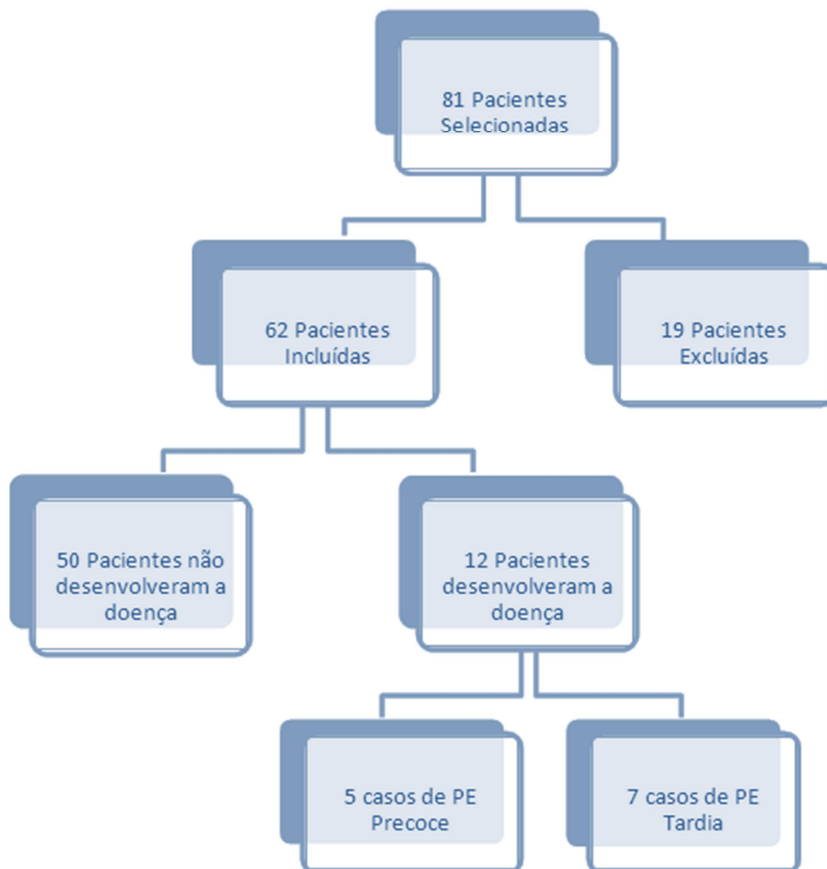 81 Pacientes
Selecionadas
62 Pacientes
Incluídas
19 Pacientes
Excluídas
50 Pacientes não
desenvolveram a
doença
12 Pacientes
desenvolveram a
doença
5 casos de PE
Precoce
7 casos de PE
Tardia